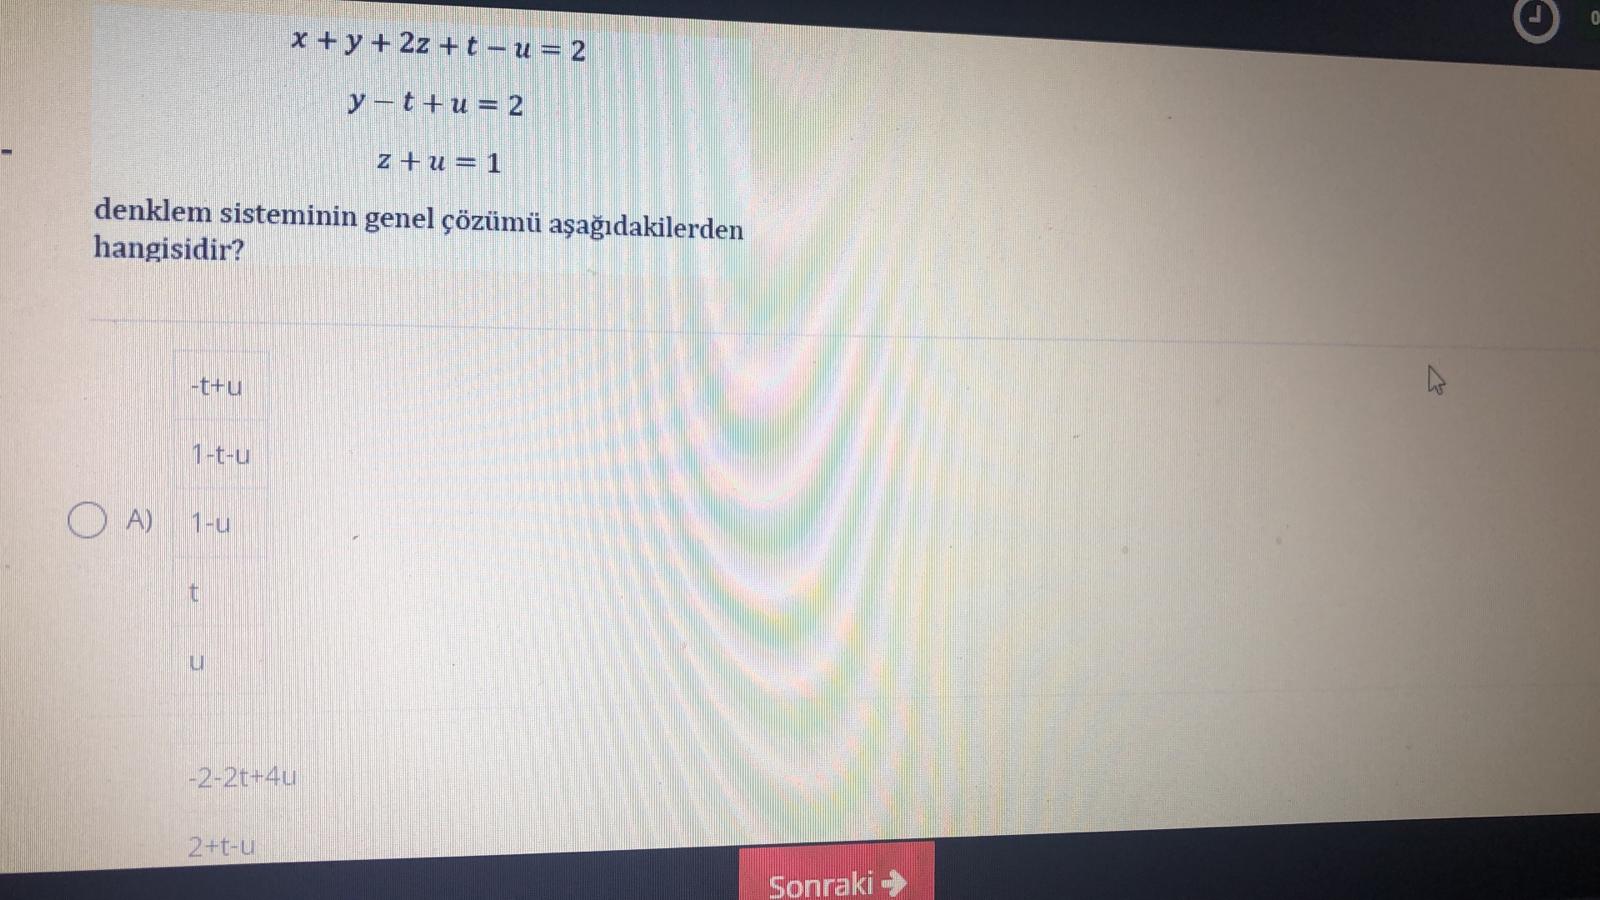 x + y + 2z + t − u = 2
y − t + u = 2
z + u = 1
denklem sisteminin genel çözümü aşağıdakilerden
hangisidir?
-t+u
1-t-u
A) 1-u
t
u
-2-2t+4u
2+t-u
Sonraki